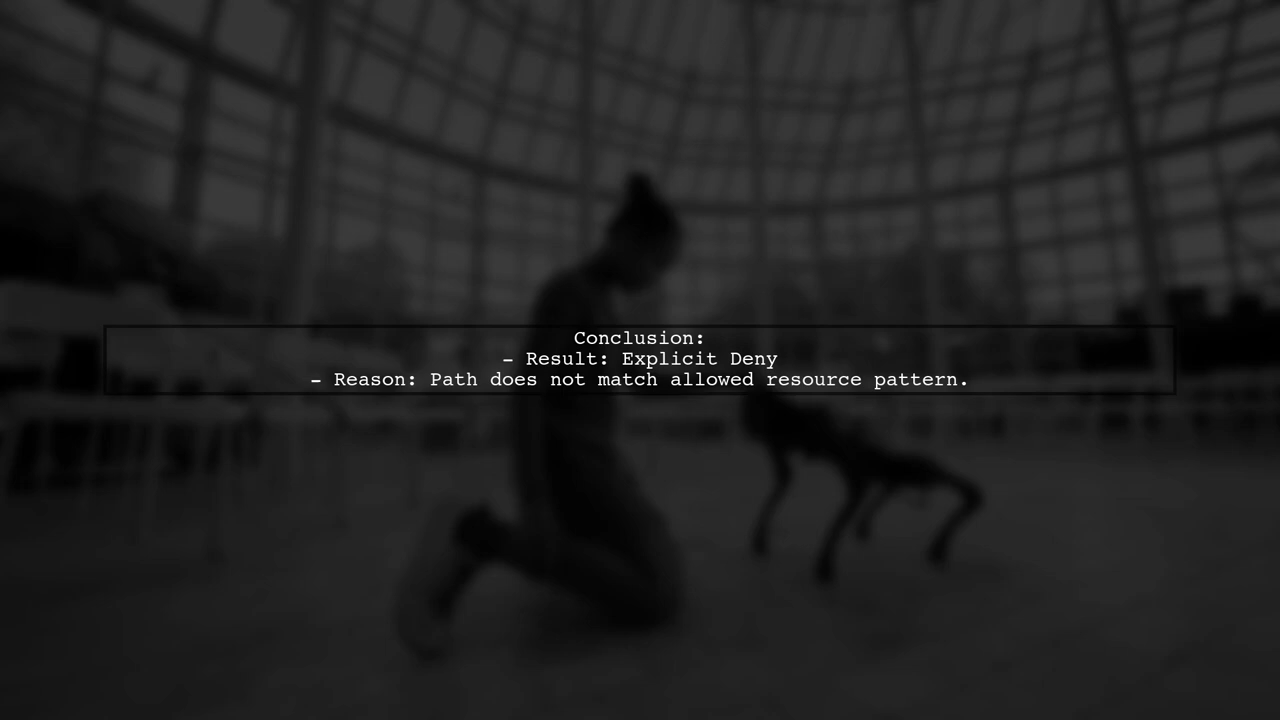 Conclusion:
– Result: Explicit Deny
– Reason: Path does not match allowed resource pattern.